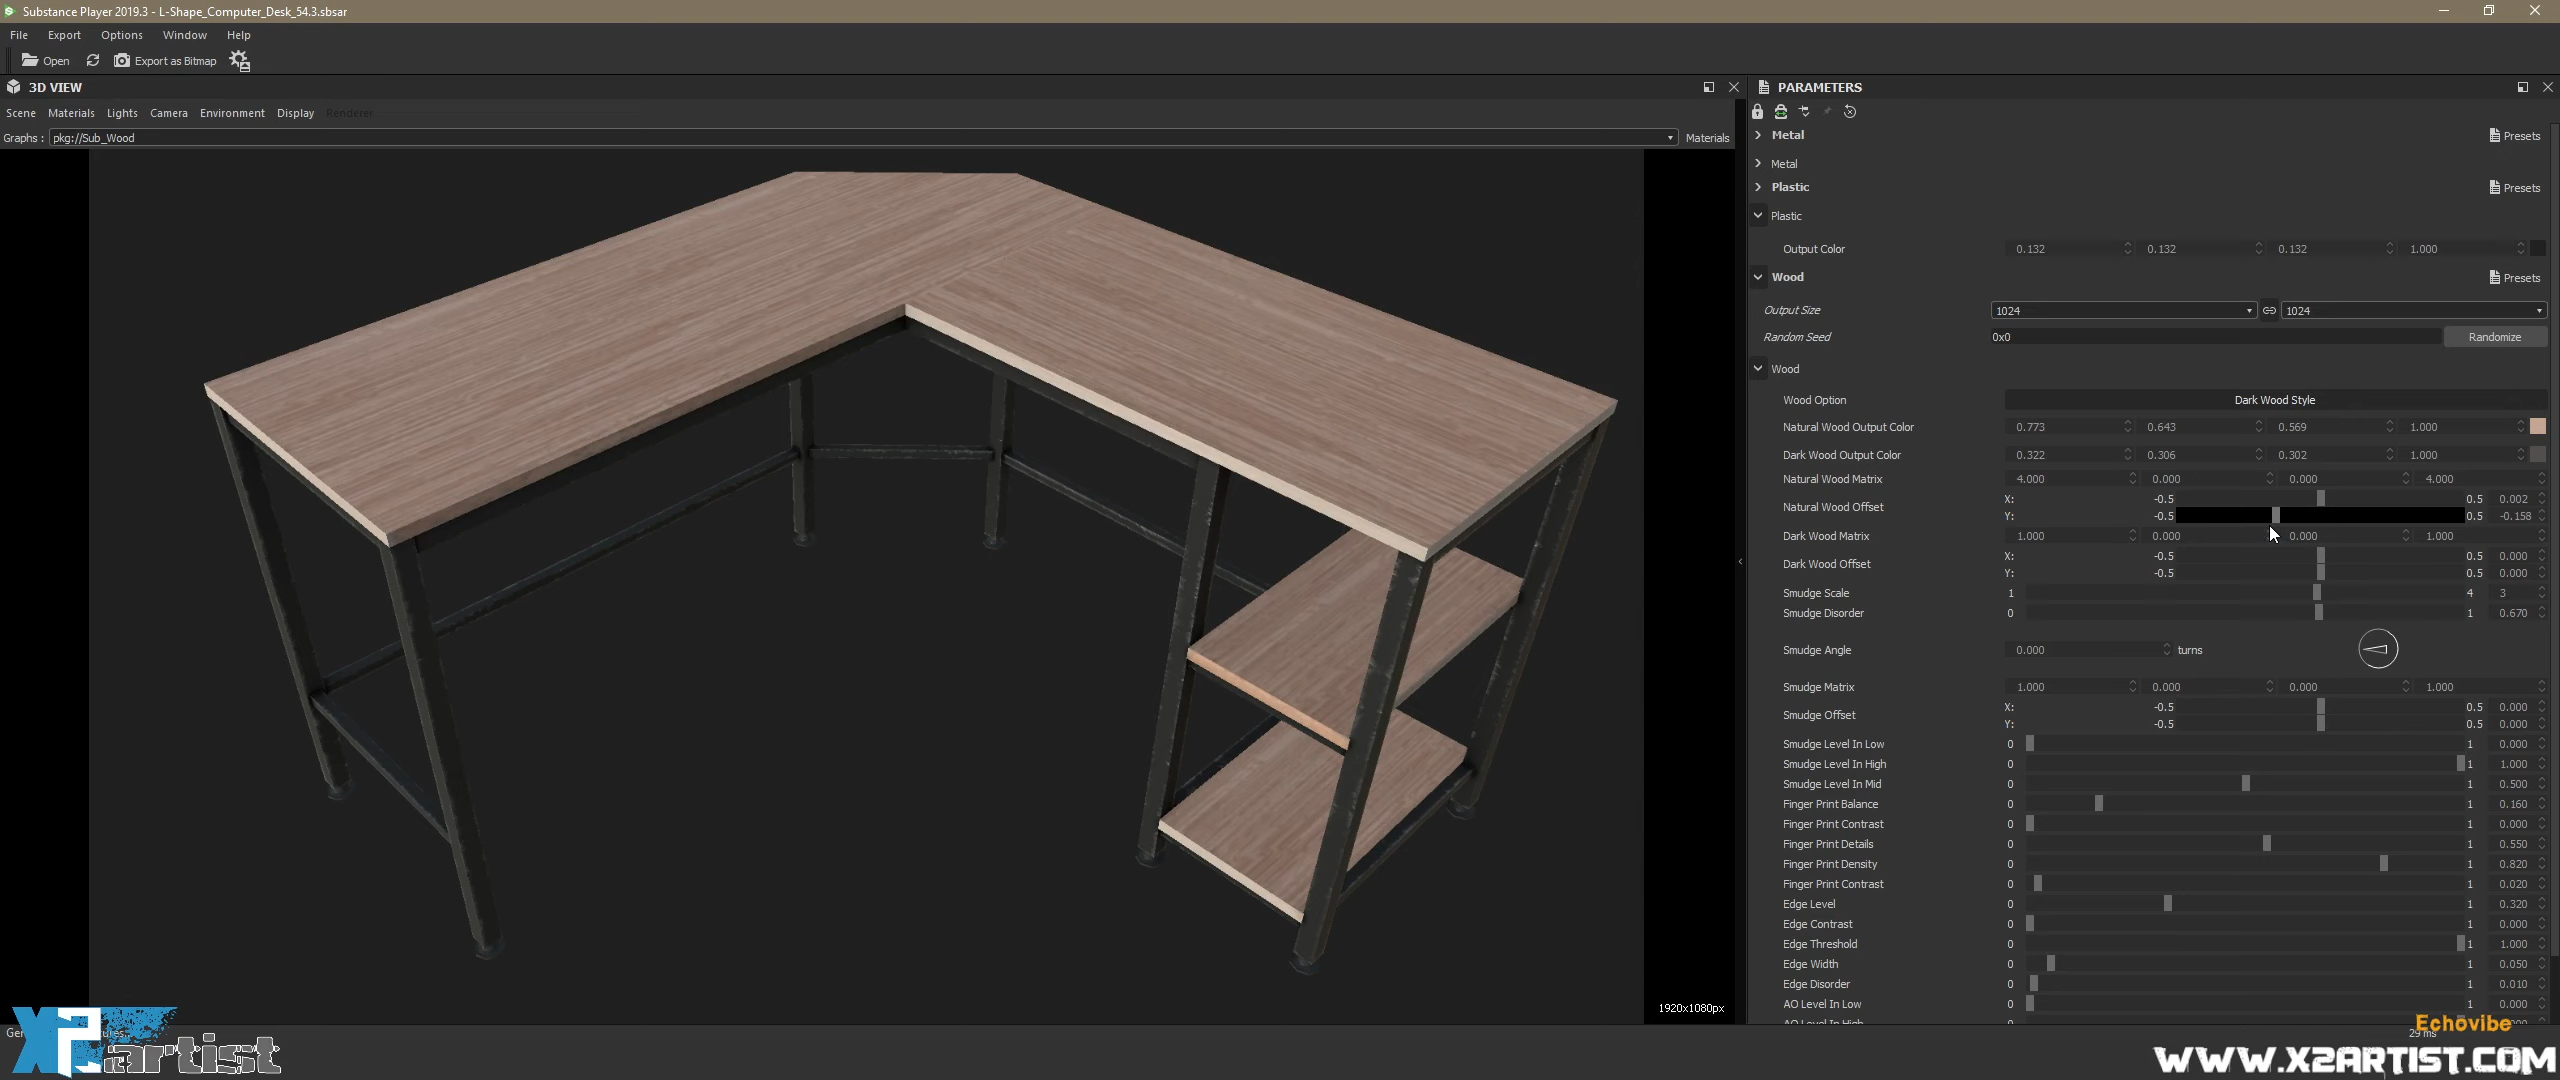 Substance Player 2019.3 - L-Shape_Computer_Desk_54.3.sbsar
File Export Options Window Help
Open Export as Bitmap
3D VIEW
Scene Materials Lights Camera Environment Display Renderer
Graphs : pkg://Sub_Wood Materials
1920x1080px
PARAMETERS
Metal Presets
Metal
Plastic Presets
Plastic
Output Color 0.132 0.132 0.132 1.000
Wood Presets
Output Size 1024 1024
Random Seed 0x0 Randomize
Wood
Wood Option Dark Wood Style
Natural Wood Output Color 0.773 0.643 0.569 1.000
Dark Wood Output Color 0.322 0.306 0.302 1.000
Natural Wood Matrix 4.000 0.000 0.000 4.000
X: -0.5 0.5 0.002
Natural Wood Offset
Y: -0.5 0.5 -0.158
Dark Wood Matrix 1.000 0.000 0.000 1.000
X: -0.5 0.5 0.000
Dark Wood Offset
Y: -0.5 0.5 0.000
Smudge Scale 1 4 3
Smudge Disorder 0 1 0.670
Smudge Angle 0.000 turns
Smudge Matrix 1.000 0.000 0.000 1.000
X: -0.5 0.5 0.000
Smudge Offset
Y: -0.5 0.5 0.000
Smudge Level In Low 0 1 0.000
Smudge Level In High 0 1 1.000
Smudge Level In Mid 0 1 0.500
Finger Print Balance 0 1 0.160
Finger Print Contrast 0 1 0.000
Finger Print Details 0 1 0.550
Finger Print Density 0 1 0.820
Finger Print Contrast 0 1 0.020
Edge Level 0 1 0.320
Edge Contrast 0 1 0.000
Edge Threshold 0 1 1.000
Edge Width 0 1 0.050
Edge Disorder 0 1 0.010
AO Level In Low 0 1 0.000
AO Level In High 0
Echovibe
29 ms
X2artist
WWW.X2ARTIST.COM